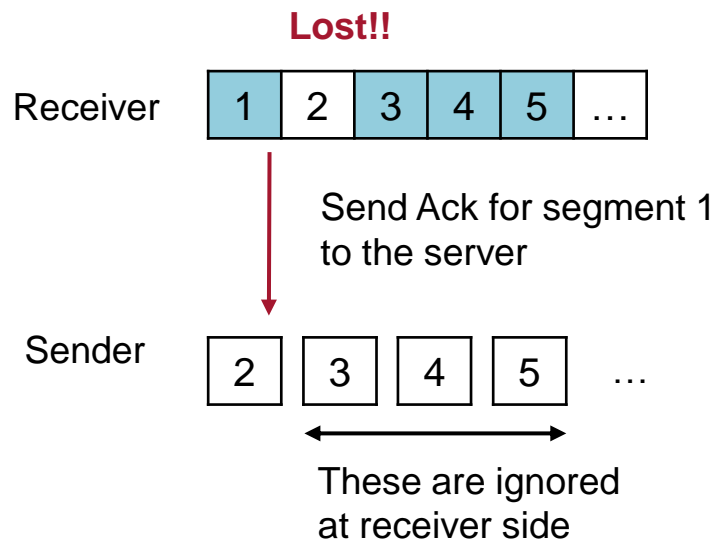 Lost!!
Receiver 1 2 3 4 5 …
Send Ack for segment 1
to the server
Sender 2 3 4 5 …
These are ignored
at receiver side